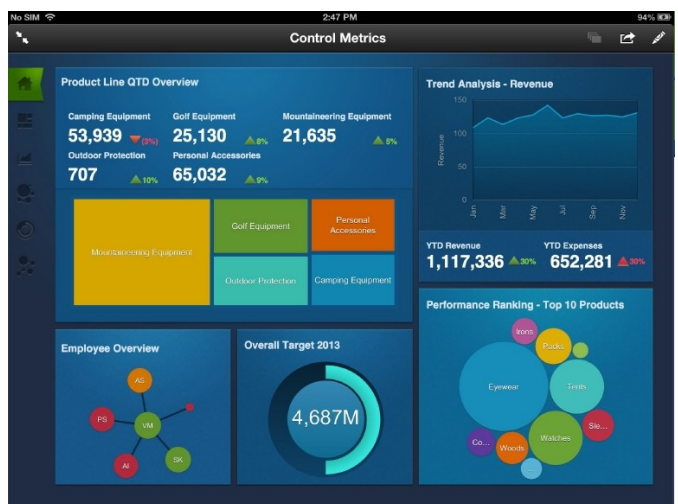 No SIM 2:47 PM 94%
Control Metrics
Product Line QTD Overview
Camping Equipment Golf Equipment Mountaineering Equipment
53,939 (3%) 25,130 8% 21,635 5%
Outdoor Protection Personal Accessories
707 10% 65,032 9%
Mountaineering Equipment
Golf Equipment
Personal
Accessories
Outdoor Protection
Camping Equipment
Trend Analysis - Revenue
150
100
50
0
Revenue
Jan Mar May Jul Sep Nov
YTD Revenue YTD Expenses
1,117,336 30% 652,281 30%
Employee Overview
AS
PS
VM
AI
SK
Overall Target 2013
4,687M
Performance Ranking - Top 10 Products
Irons
Packs
Eyewear
Tents
Sle...
Watches
Co...
Woods